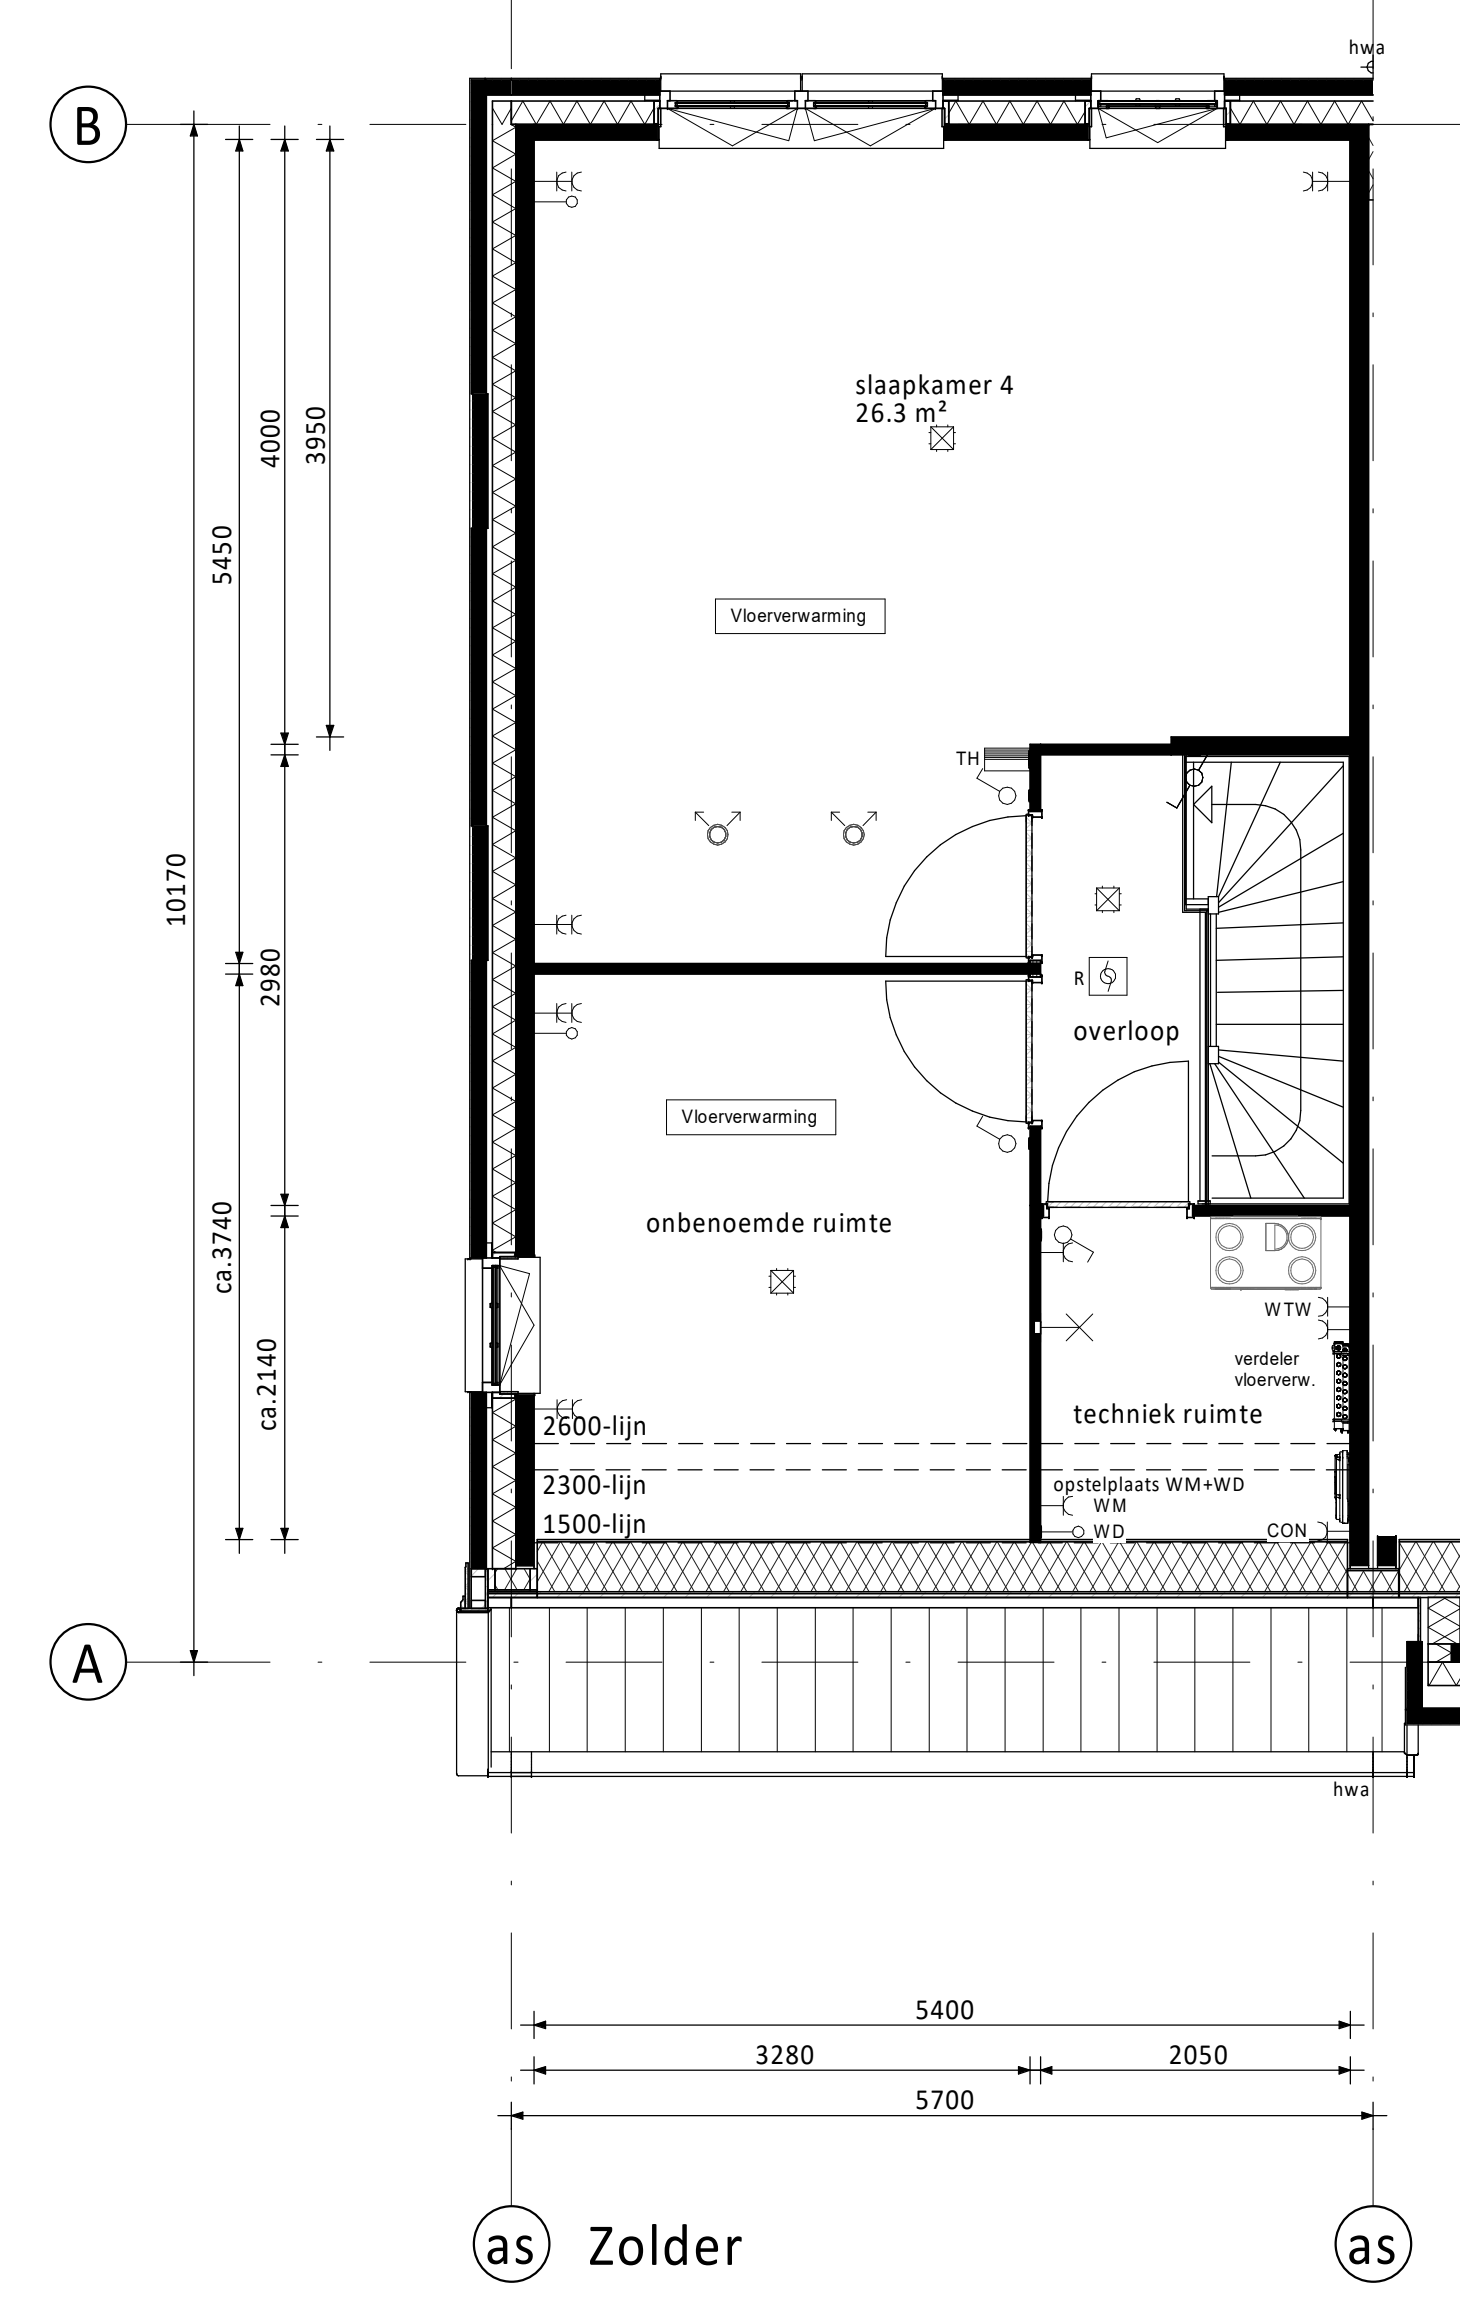 hwa
B
slaapkamer 4
26.3 m²
4000
3950
5450
Vloerverwarming
TH
10170
2980
R
overloop
Vloerverwarming
onbenoemde ruimte
ca.3740
WTW
verdeler
vloerverw.
ca.2140
techniek ruimte
2600-lijn
2300-lijn
opstelplaats WM+WD
WM
1500-lijn
WD
CON
A
hwa
5400
3280
2050
5700
as
Zolder
as